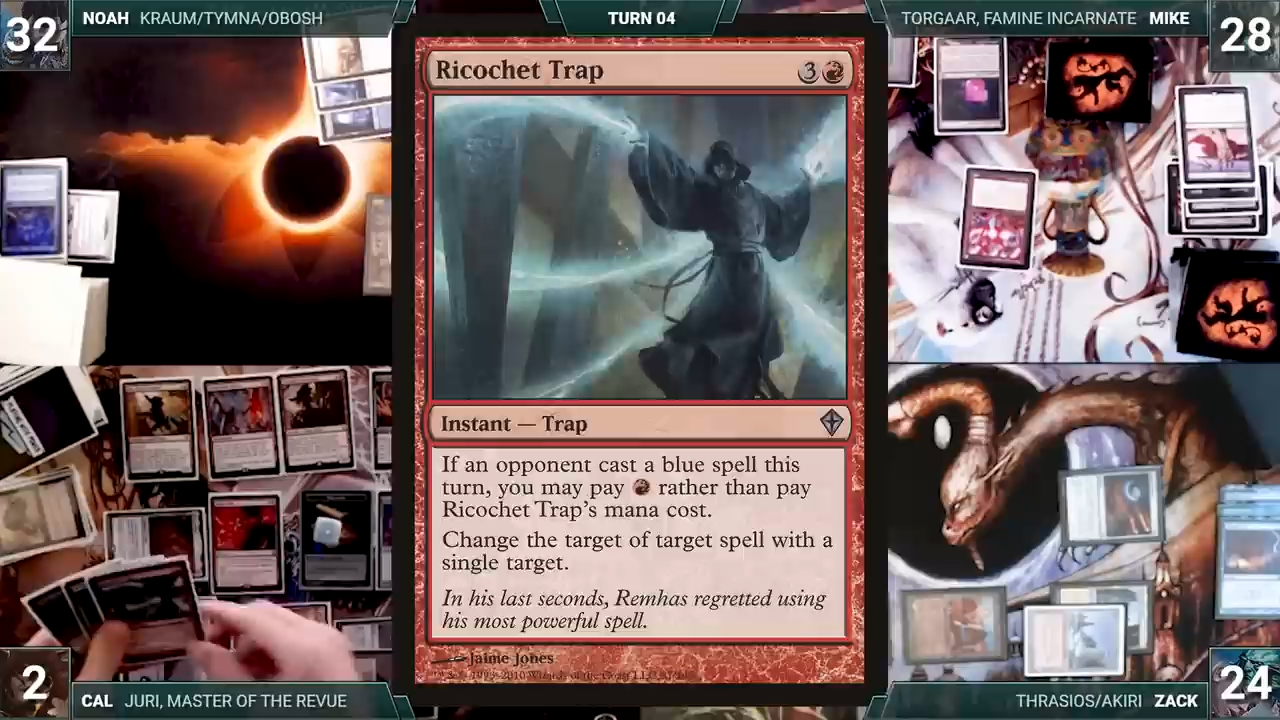 32
NOAH KRAUM/TYMNA/OBOSH
TURN 04
TORGAAR, FAMINE INCARNATE MIKE
28
Ricochet Trap
3
Instant — Trap
If an opponent cast a blue spell this
turn, you may pay rather than pay
Ricochet Trap's mana cost.
Change the target of target spell with a
single target.
In his last seconds, Remhas regretted using
his most powerful spell.
Jaime Jones
2
CAL JURI, MASTER OF THE REVUE
THRASIOS/AKIRI ZACK
24